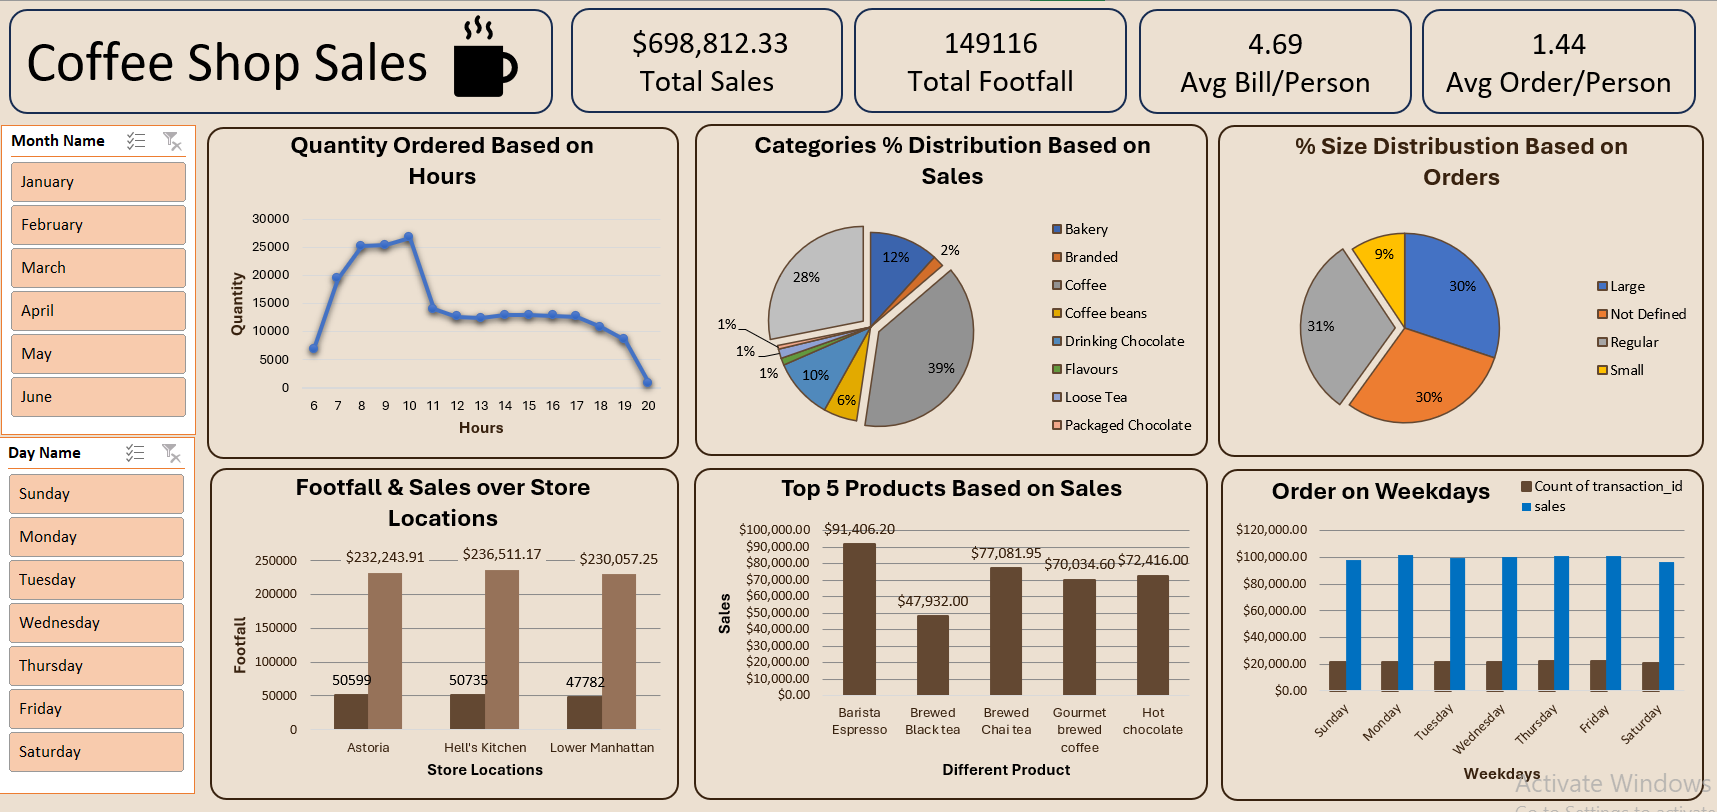 Coffee Shop Sales
$698,812.33
Total Sales
149116
Total Footfall
4.69
Avg Bill/Person
1.44
Avg Order/Person
Month Name
January
February
March
April
May
June
Day Name
Sunday
Monday
Tuesday
Wednesday
Thursday
Friday
Saturday
Quantity Ordered Based on
Hours
30000
25000
20000
15000
10000
5000
0
Quantity
6 7 8 9 10 11 12 13 14 15 16 17 18 19 20
Hours
Categories % Distribution Based on
Sales
12%
2%
39%
6%
10%
1%
1%
1%
28%
Bakery
Branded
Coffee
Coffee beans
Drinking Chocolate
Flavours
Loose Tea
Packaged Chocolate
% Size Distribustion Based on
Orders
30%
30%
31%
9%
Large
Not Defined
Regular
Small
Footfall & Sales over Store
Locations
250000
200000
150000
100000
50000
0
Footfall
$232,243.91
$236,511.17
$230,057.25
50599
50735
47782
Astoria
Hell's Kitchen
Lower Manhattan
Store Locations
Top 5 Products Based on Sales
$100,000.00
$90,000.00
$80,000.00
$70,000.00
$60,000.00
$50,000.00
$40,000.00
$30,000.00
$20,000.00
$10,000.00
$0.00
Sales
$91,406.20
$47,932.00
$77,081.95
$70,034.60
$72,416.00
Barista
Espresso
Brewed
Black tea
Brewed
Chai tea
Gourmet
brewed
coffee
Hot
chocolate
Different Product
Order on Weekdays
Count of transaction_id
sales
$120,000.00
$100,000.00
$80,000.00
$60,000.00
$40,000.00
$20,000.00
$0.00
Sunday
Monday
Tuesday
Wednesday
Thursday
Friday
Saturday
Weekdays
Activate Windows